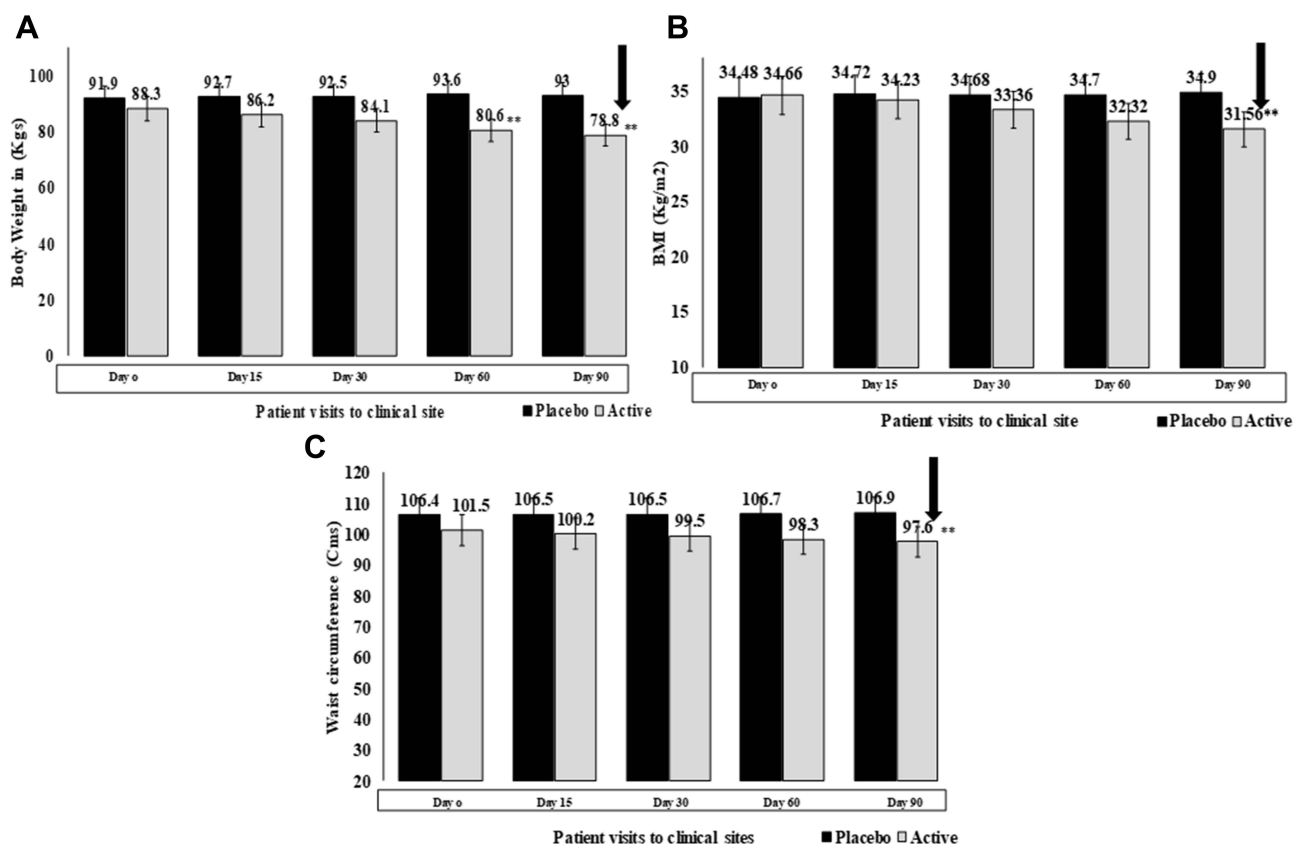 A
Body Weight in (Kgs)
100
80
60
40
20
0
91.9 88.3 92.7 86.2 92.5 84.1 93.6 80.6 ** 93 78.8 **
Day o Day 15 Day 30 Day 60 Day 90
Patient visits to clinical site
Placebo Active
B
BMI (Kg/m2)
35
30
25
20
15
10
34.48 34.66 34.72 34.23 34.68 33.36 34.7 32.32 34.9 31.56**
Day o Day 15 Day 30 Day 60 Day 90
Patient visits to clinical site
Placebo Active
C
Waist circumference (Cms)
120
110
100
90
80
70
60
50
40
30
20
106.4 101.5 106.5 100.2 106.5 99.5 106.7 98.3 106.9 97.6 **
Day o Day 15 Day 30 Day 60 Day 90
Patient visits to clinical sites
Placebo Active